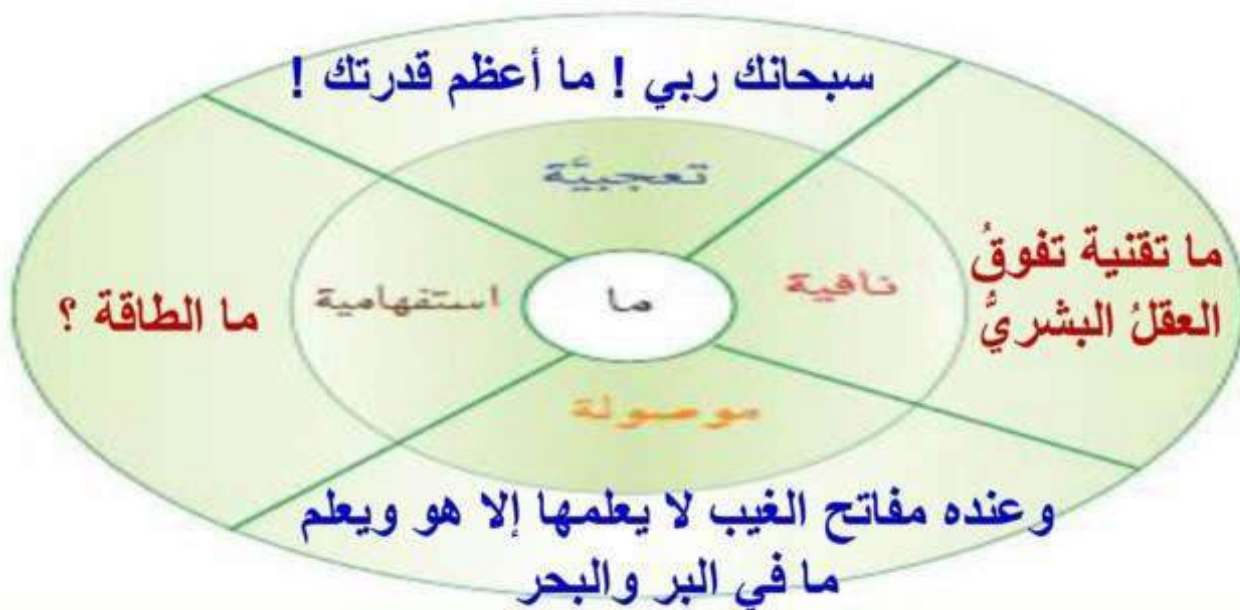 سبحانك ربي ! ما أعظم قدرتك !
تعجبيَّة
ما تقنية تفوقُ
العقلُ البشريُّ
نافية
ما
استفهامية
ما الطاقة ؟
موصولة
وعنده مفاتح الغيب لا يعلمها إلا هو ويعلم
ما في البر والبحر